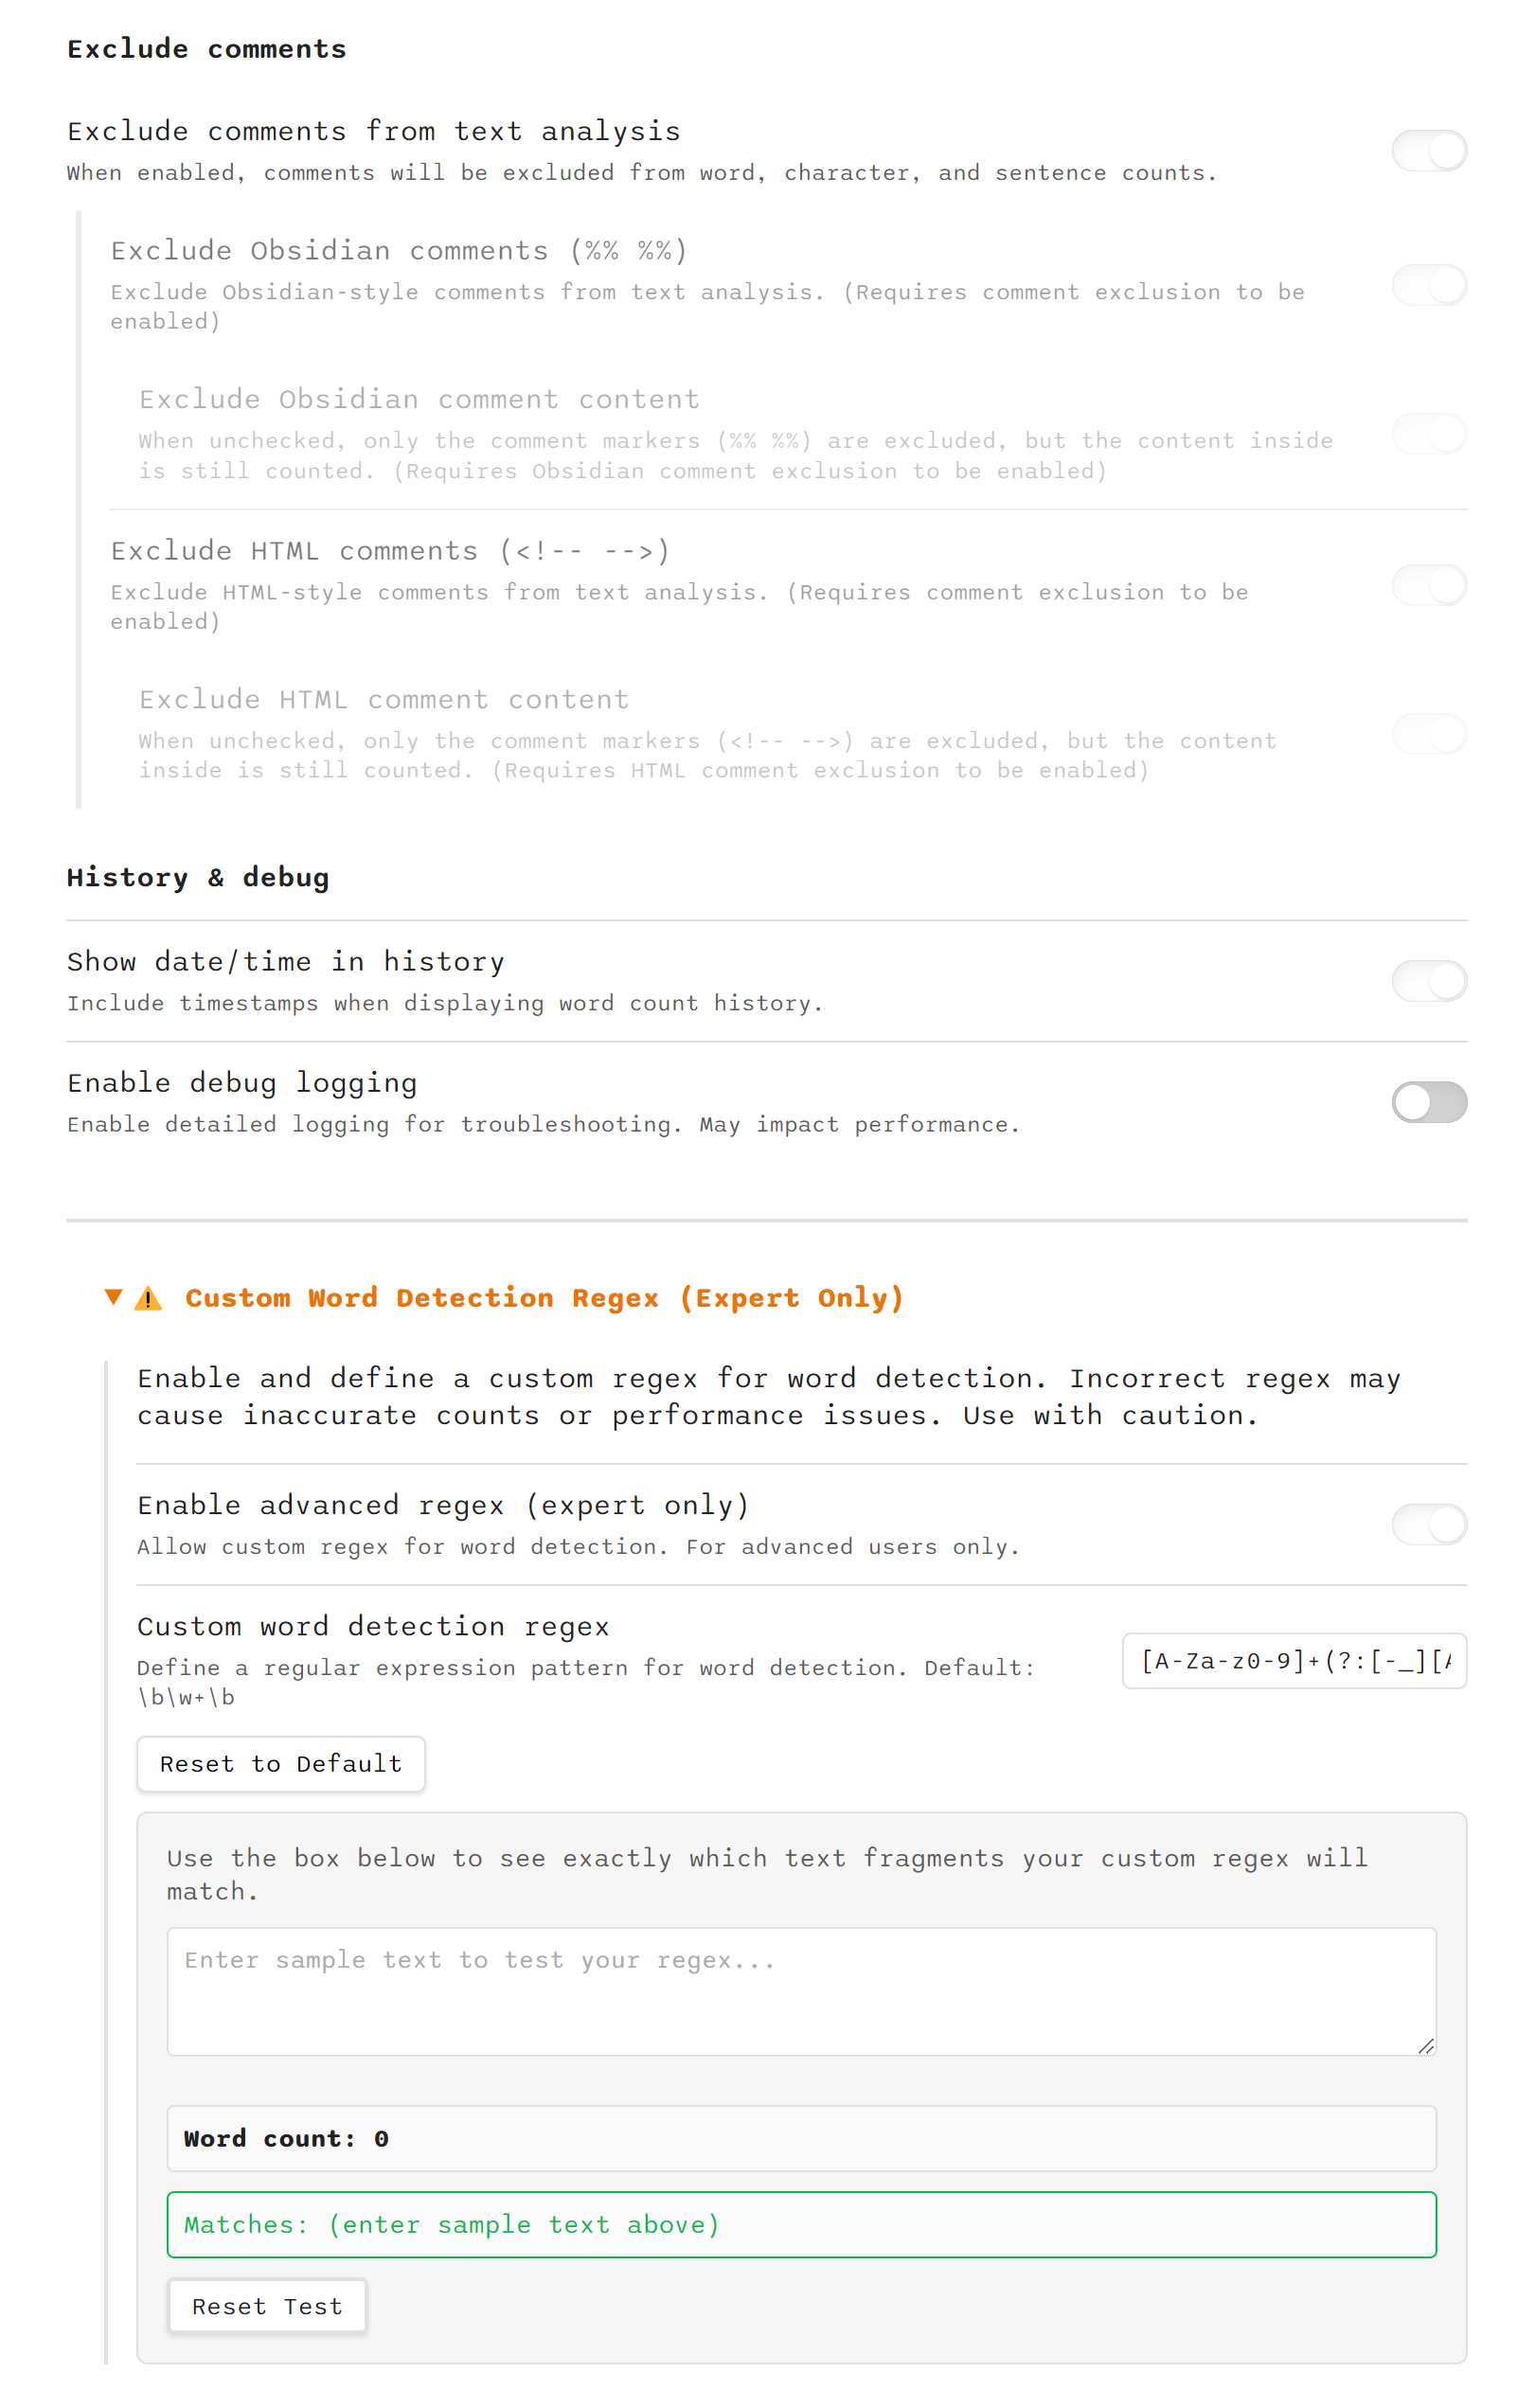 Exclude comments
Exclude comments from text analysis
When enabled, comments will be excluded from word, character, and sentence counts.
Exclude Obsidian comments (%% %%)
Exclude Obsidian-style comments from text analysis. (Requires comment exclusion to be
enabled)
Exclude Obsidian comment content
When unchecked, only the comment markers (%% %%) are excluded, but the content inside
is still counted. (Requires Obsidian comment exclusion to be enabled)
Exclude HTML comments (<!-- -->)
Exclude HTML-style comments from text analysis. (Requires comment exclusion to be
enabled)
Exclude HTML comment content
When unchecked, only the comment markers (<!-- -->) are excluded, but the content
inside is still counted. (Requires HTML comment exclusion to be enabled)
History & debug
Show date/time in history
Include timestamps when displaying word count history.
Enable debug logging
Enable detailed logging for troubleshooting. May impact performance.
▼ ⚠️ Custom Word Detection Regex (Expert Only)
Enable and define a custom regex for word detection. Incorrect regex may
cause inaccurate counts or performance issues. Use with caution.
Enable advanced regex (expert only)
Allow custom regex for word detection. For advanced users only.
Custom word detection regex
Define a regular expression pattern for word detection. Default:
\b\w+\b
[A-Za-z0-9]+(?:[-_][A
Reset to Default
Use the box below to see exactly which text fragments your custom regex will
match.
Enter sample text to test your regex...
Word count: 0
Matches: (enter sample text above)
Reset Test